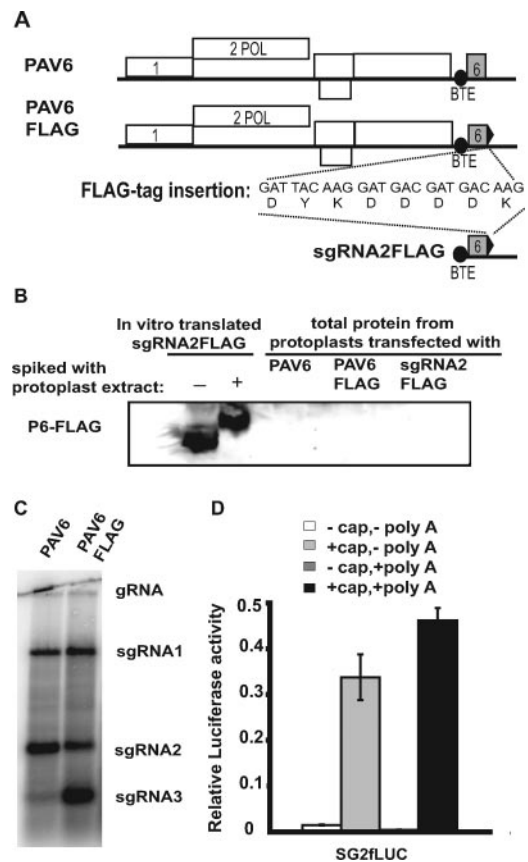 A
PAV6
1
2 POL
6
BTE
PAV6
FLAG
1
2 POL
6
BTE
FLAG-tag insertion:
GAT TAC AAG GAT GAC GAT GAC AAG
D Y K D D D D K
sgRNA2FLAG
6
BTE
B
In vitro translated
sgRNA2FLAG
total protein from
protoplasts transfected with
PAV6
PAV6
FLAG
sgRNA2
FLAG
spiked with
protoplast extract:
– +
P6-FLAG
C
PAV6
PAV6
FLAG
gRNA
sgRNA1
sgRNA2
sgRNA3
D
- cap,- poly A
+cap,- poly A
- cap,+poly A
+cap,+poly A
Relative Luciferase activity
0.5
0.4
0.3
0.2
0.1
0
SG2fLUC